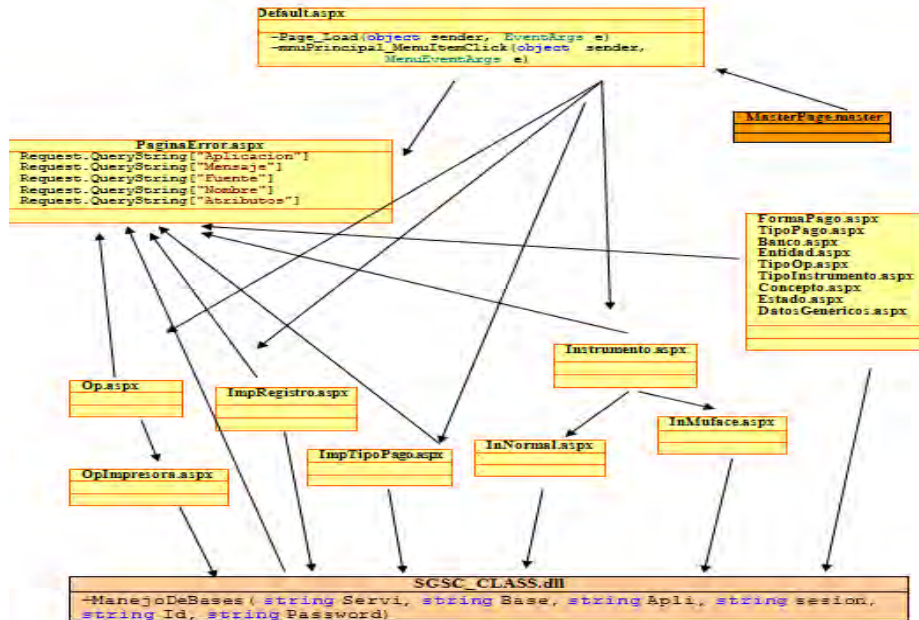 Default.aspx
-Page_Load(object sender, EventArgs e)
-mnuPrincipal_MenuItemClick(object sender,
MenuEventArgs e)
MasterPage.master
PaginaError.aspx
Request.QueryString["Aplicacion"]
Request.QueryString["Mensaje"]
Request.QueryString["Fuente"]
Request.QueryString["Nombre"]
Request.QueryString["Atributos"]
FormaPago.aspx
TipoPago.aspx
Banco.aspx
Entidad.aspx
TipoOp.aspx
TipoInstrumento.aspx
Concepto.aspx
Estado.aspx
DatosGenericos.aspx
Instrumento.aspx
Op.aspx
ImpRegistro.aspx
InMuface.aspx
ImpTipoPago.aspx
InNormal.aspx
OpImpresora.aspx
SGSC_CLASS.dll
+ManejoDeBases( string Servi, string Base, string Apli, string sesion,
string Id, string Password)